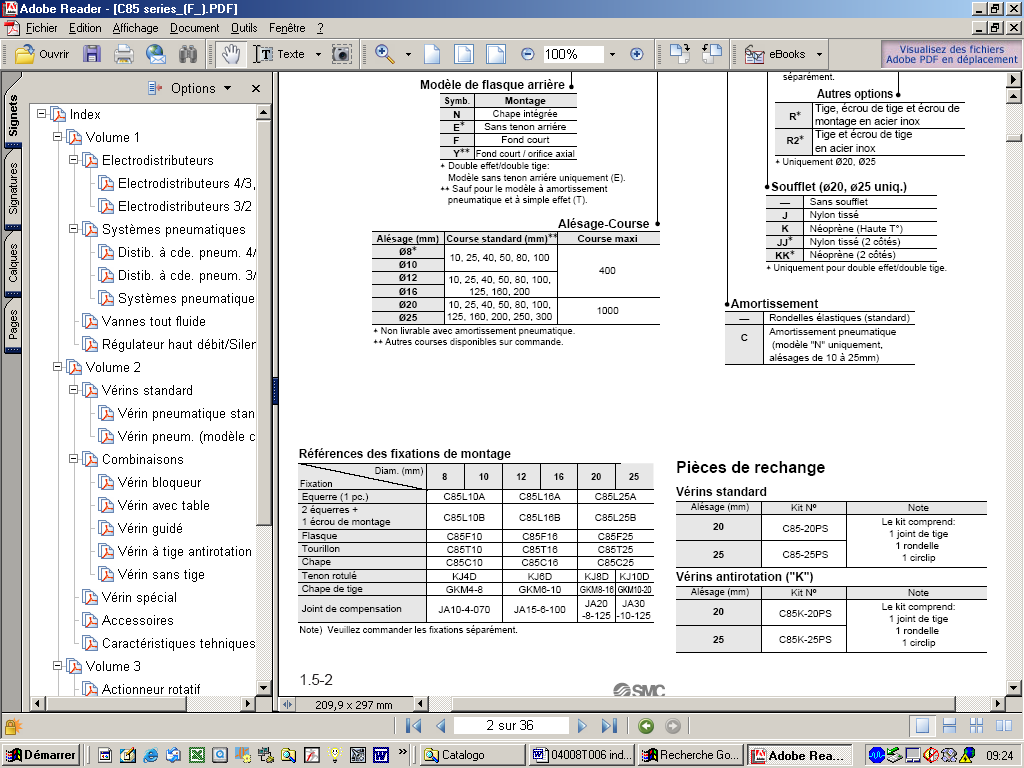 Adobe Reader - [C85 series_(F_).PDF]
Fichier Edition Affichage Document Outils Fenêtre ?
Ouvrir Texte 100% eBooks
Visualisez des fichiers
Adobe PDF en déplacement
Signets
Signatures
Calques
Pages
Options
Index
Volume 1
Electrodistributeurs
Electrodistributeurs 4/3,
Electrodistributeurs 3/2
Systèmes pneumatiques
Distib. à cde. pneum. 4/
Distib. à cde. pneum. 3/
Systèmes pneumatique
Vannes tout fluide
Régulateur haut débit/Siler
Volume 2
Vérins standard
Vérin pneumatique stan
Vérin pneum. (modèle c
Combinaisons
Vérin bloqueur
Vérin avec table
Vérin guidé
Vérin à tige antirotation
Vérin sans tige
Vérin spécial
Accessoires
Caractéristiques tehniques
Volume 3
Actionneur rotatif
Modèle de flasque arrière
Symb. Montage
N Chape intégrée
E* Sans tenon arrière
F Fond court
Y** Fond court / orifice axial
* Double effet/double tige:
Modèle sans tenon arrière uniquement (E).
** Sauf pour le modèle à amortissement
pneumatique et à simple effet (T).
Alésage-Course
Alésage (mm) Course standard (mm)** Course maxi
Ø8* 10, 25, 40, 50, 80, 100 400
Ø10
Ø12 10, 25, 40, 50, 80, 100,
Ø16 125, 160, 200
Ø20 10, 25, 40, 50, 80, 100, 1000
Ø25 125, 160, 200, 250, 300
* Non livrable avec amortissement pneumatique.
** Autres courses disponibles sur commande.
séparément.
Autres options
R* Tige, écrou de tige et écrou de
montage en acier inox
R2* Tige et écrou de tige
en acier inox
* Uniquement Ø20, Ø25
Soufflet (ø20, ø25 uniq.)
— Sans soufflet
J Nylon tissé
K Néoprène (Haute T°)
JJ* Nylon tissé (2 côtés)
KK* Néoprène (2 côtés)
* Uniquement pour double effet/double tige.
Amortissement
— Rondelles élastiques (standard)
C Amortissement pneumatique
(modèle "N" uniquement,
alésages de 10 à 25mm)
Références des fixations de montage
Diam. (mm) 8 10 12 16 20 25
Fixation
Equerre (1 pc.) C85L10A C85L16A C85L25A
2 équerres +
1 écrou de montage C85L10B C85L16B C85L25B
Flasque C85F10 C85F16 C85F25
Tourillon C85T10 C85T16 C85T25
Chape C85C10 C85C16 C85C25
Tenon rotulé KJ4D KJ6D KJ8D KJ10D
Chape de tige GKM4-8 GKM6-10 GKM8-16 GKM10-20
Joint de compensation JA10-4-070 JA15-6-100 JA20 -8-125 JA30 -10-125
Note) Veuillez commander les fixations séparément.
Pièces de rechange
Vérins standard
Alésage (mm) Kit Nº Note
20 C85-20PS Le kit comprend:
1 joint de tige
25 C85-25PS 1 rondelle
1 circlip
Vérins antirotation ("K")
Alésage (mm) Kit Nº Note
20 C85K-20PS Le kit comprend:
1 joint de tige
25 C85K-25PS 1 rondelle
1 circlip
1.5-2
SMC
209,9 x 297 mm
2 sur 36
Démarrer » Catalogo 04008T006 ind... Recherche Go... Adobe Rea... 09:24